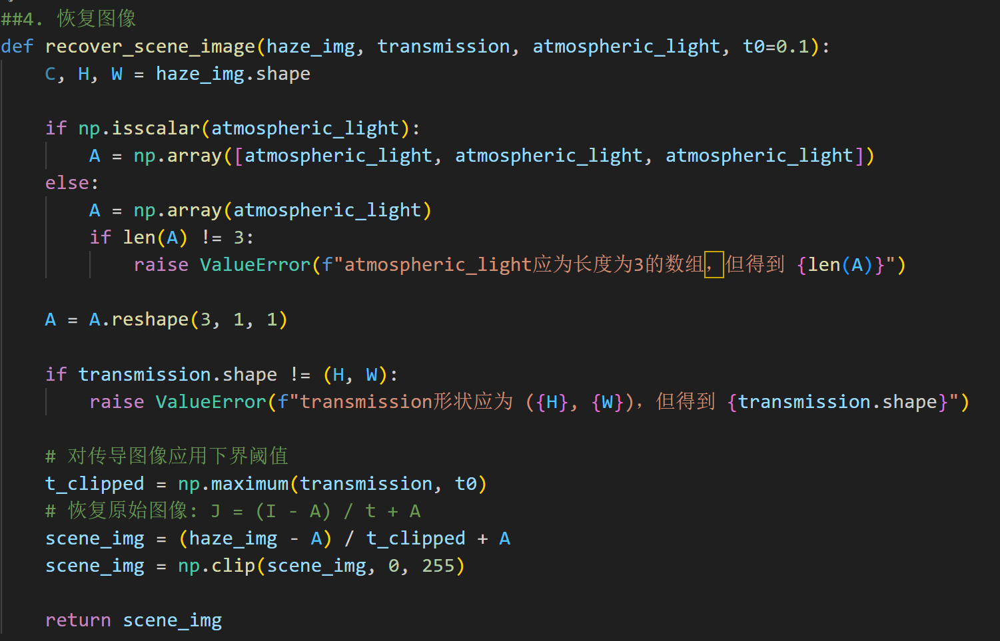 ##4. 恢复图像
def recover_scene_image(haze_img, transmission, atmospheric_light, t0=0.1):
    C, H, W = haze_img.shape

    if np.isscalar(atmospheric_light):
        A = np.array([atmospheric_light, atmospheric_light, atmospheric_light])
    else:
        A = np.array(atmospheric_light)
        if len(A) != 3:
            raise ValueError(f"atmospheric_light应为长度为3的数组，但得到 {len(A)}")

    A = A.reshape(3, 1, 1)

    if transmission.shape != (H, W):
        raise ValueError(f"transmission形状应为 ({H}, {W})，但得到 {transmission.shape}")

    # 对传导图像应用下界阈值
    t_clipped = np.maximum(transmission, t0)
    # 恢复原始图像: J = (I - A) / t + A
    scene_img = (haze_img - A) / t_clipped + A
    scene_img = np.clip(scene_img, 0, 255)

    return scene_img